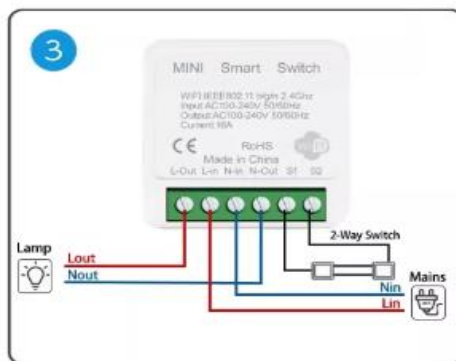 3
MINI Smart Switch
WiFi:IEEE802.11 b/g/n 2.4Ghz
Input:AC100-240V 50/60Hz
Output:AC100-240V 50/60Hz
Current:16A
CE RoHS
Made in China
L-Out L-in N-in N-Out S1 S2
2-Way Switch
Lamp
Lout
Nout
Mains
Nin
Lin